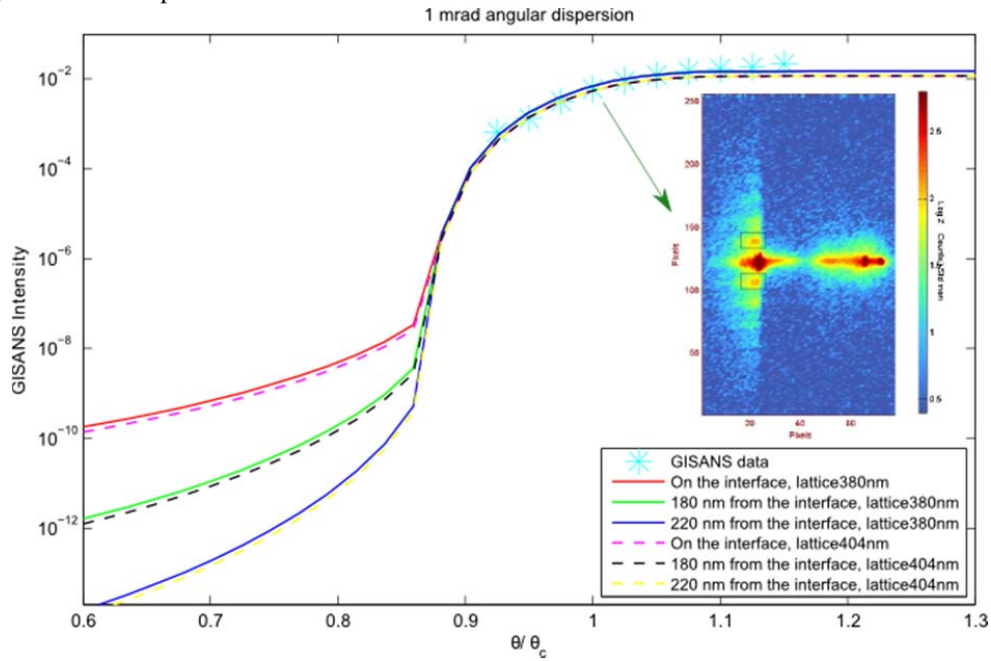 1 mrad angular dispersion
GISANS Intensity
10-2
10-4
10-6
10-8
10-10
10-12
0.6 0.7 0.8 0.9 1 1.1 1.2 1.3
θ/ θc
250
200
150
100
50
Pixels
20 40 60
Pixels
2.5
2
1.5
1
0.5
Log Z
GISANS data
On the interface, lattice380nm
180 nm from the interface, lattice380nm
220 nm from the interface, lattice380nm
On the interface, lattice404nm
180 nm from the interface, lattice404nm
220 nm from the interface, lattice404nm